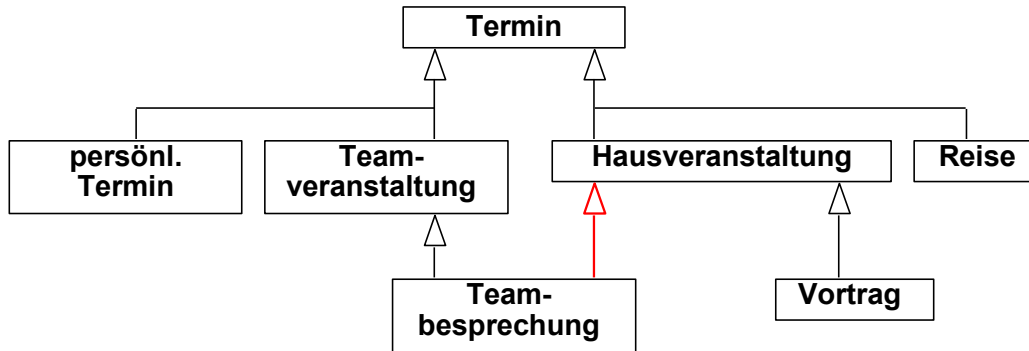 Termin
persönl.
Termin
Team-
veranstaltung
Hausveranstaltung
Reise
Team-
besprechung
Vortrag